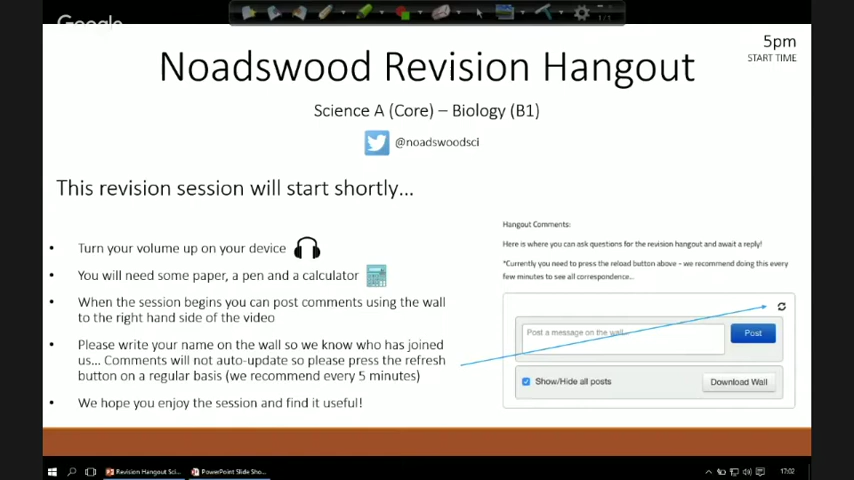 Google
5pm
START TIME
Noadswood Revision Hangout
Science A (Core) – Biology (B1)
@noadswoodsci
This revision session will start shortly...
• Turn your volume up on your device
• You will need some paper, a pen and a calculator
• When the session begins you can post comments using the wall
to the right hand side of the video
• Please write your name on the wall so we know who has joined
us... Comments will not auto-update so please press the refresh
button on a regular basis (we recommend every 5 minutes)
• We hope you enjoy the session and find it useful!
Hangout Comments:
Here is where you can ask questions for the revision hangout and await a reply!
*Currently you need to press the reload button above - we recommend doing this every
few minutes to see all correspondence...
Post a message on the wall...
Post
Show/Hide all posts
Download Wall
Revision Hangout Sci...
PowerPoint Slide Sho...
17:02